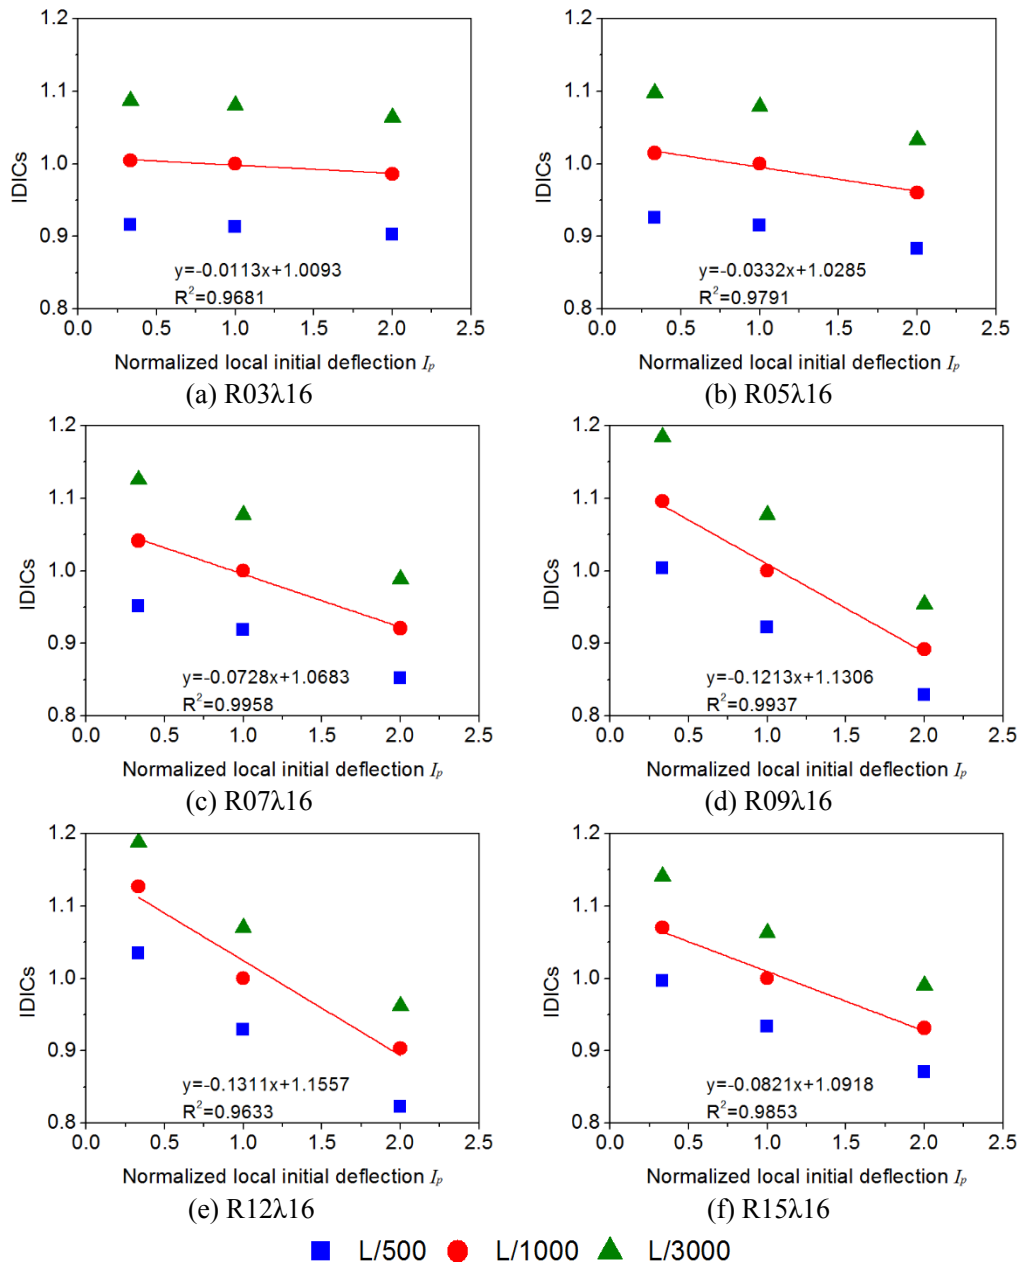 1.2
1.1
1.0
0.9
0.8
IDICs
y=-0.0113x+1.0093
R²=0.9681
0.0 0.5 1.0 1.5 2.0 2.5
Normalized local initial deflection Iₚ
(a) R03λ16
1.2
1.1
1.0
0.9
0.8
IDICs
y=-0.0332x+1.0285
R²=0.9791
0.0 0.5 1.0 1.5 2.0 2.5
Normalized local initial deflection Iₚ
(b) R05λ16
1.2
1.1
1.0
0.9
0.8
IDICs
y=-0.0728x+1.0683
R²=0.9958
0.0 0.5 1.0 1.5 2.0 2.5
Normalized local initial deflection Iₚ
(c) R07λ16
1.2
1.1
1.0
0.9
0.8
IDICs
y=-0.1213x+1.1306
R²=0.9937
0.0 0.5 1.0 1.5 2.0 2.5
Normalized local initial deflection Iₚ
(d) R09λ16
1.2
1.1
1.0
0.9
0.8
IDICs
y=-0.1311x+1.1557
R²=0.9633
0.0 0.5 1.0 1.5 2.0 2.5
Normalized local initial deflection Iₚ
(e) R12λ16
1.2
1.1
1.0
0.9
0.8
IDICs
y=-0.0821x+1.0918
R²=0.9853
0.0 0.5 1.0 1.5 2.0 2.5
Normalized local initial deflection Iₚ
(f) R15λ16
L/500 L/1000 L/3000